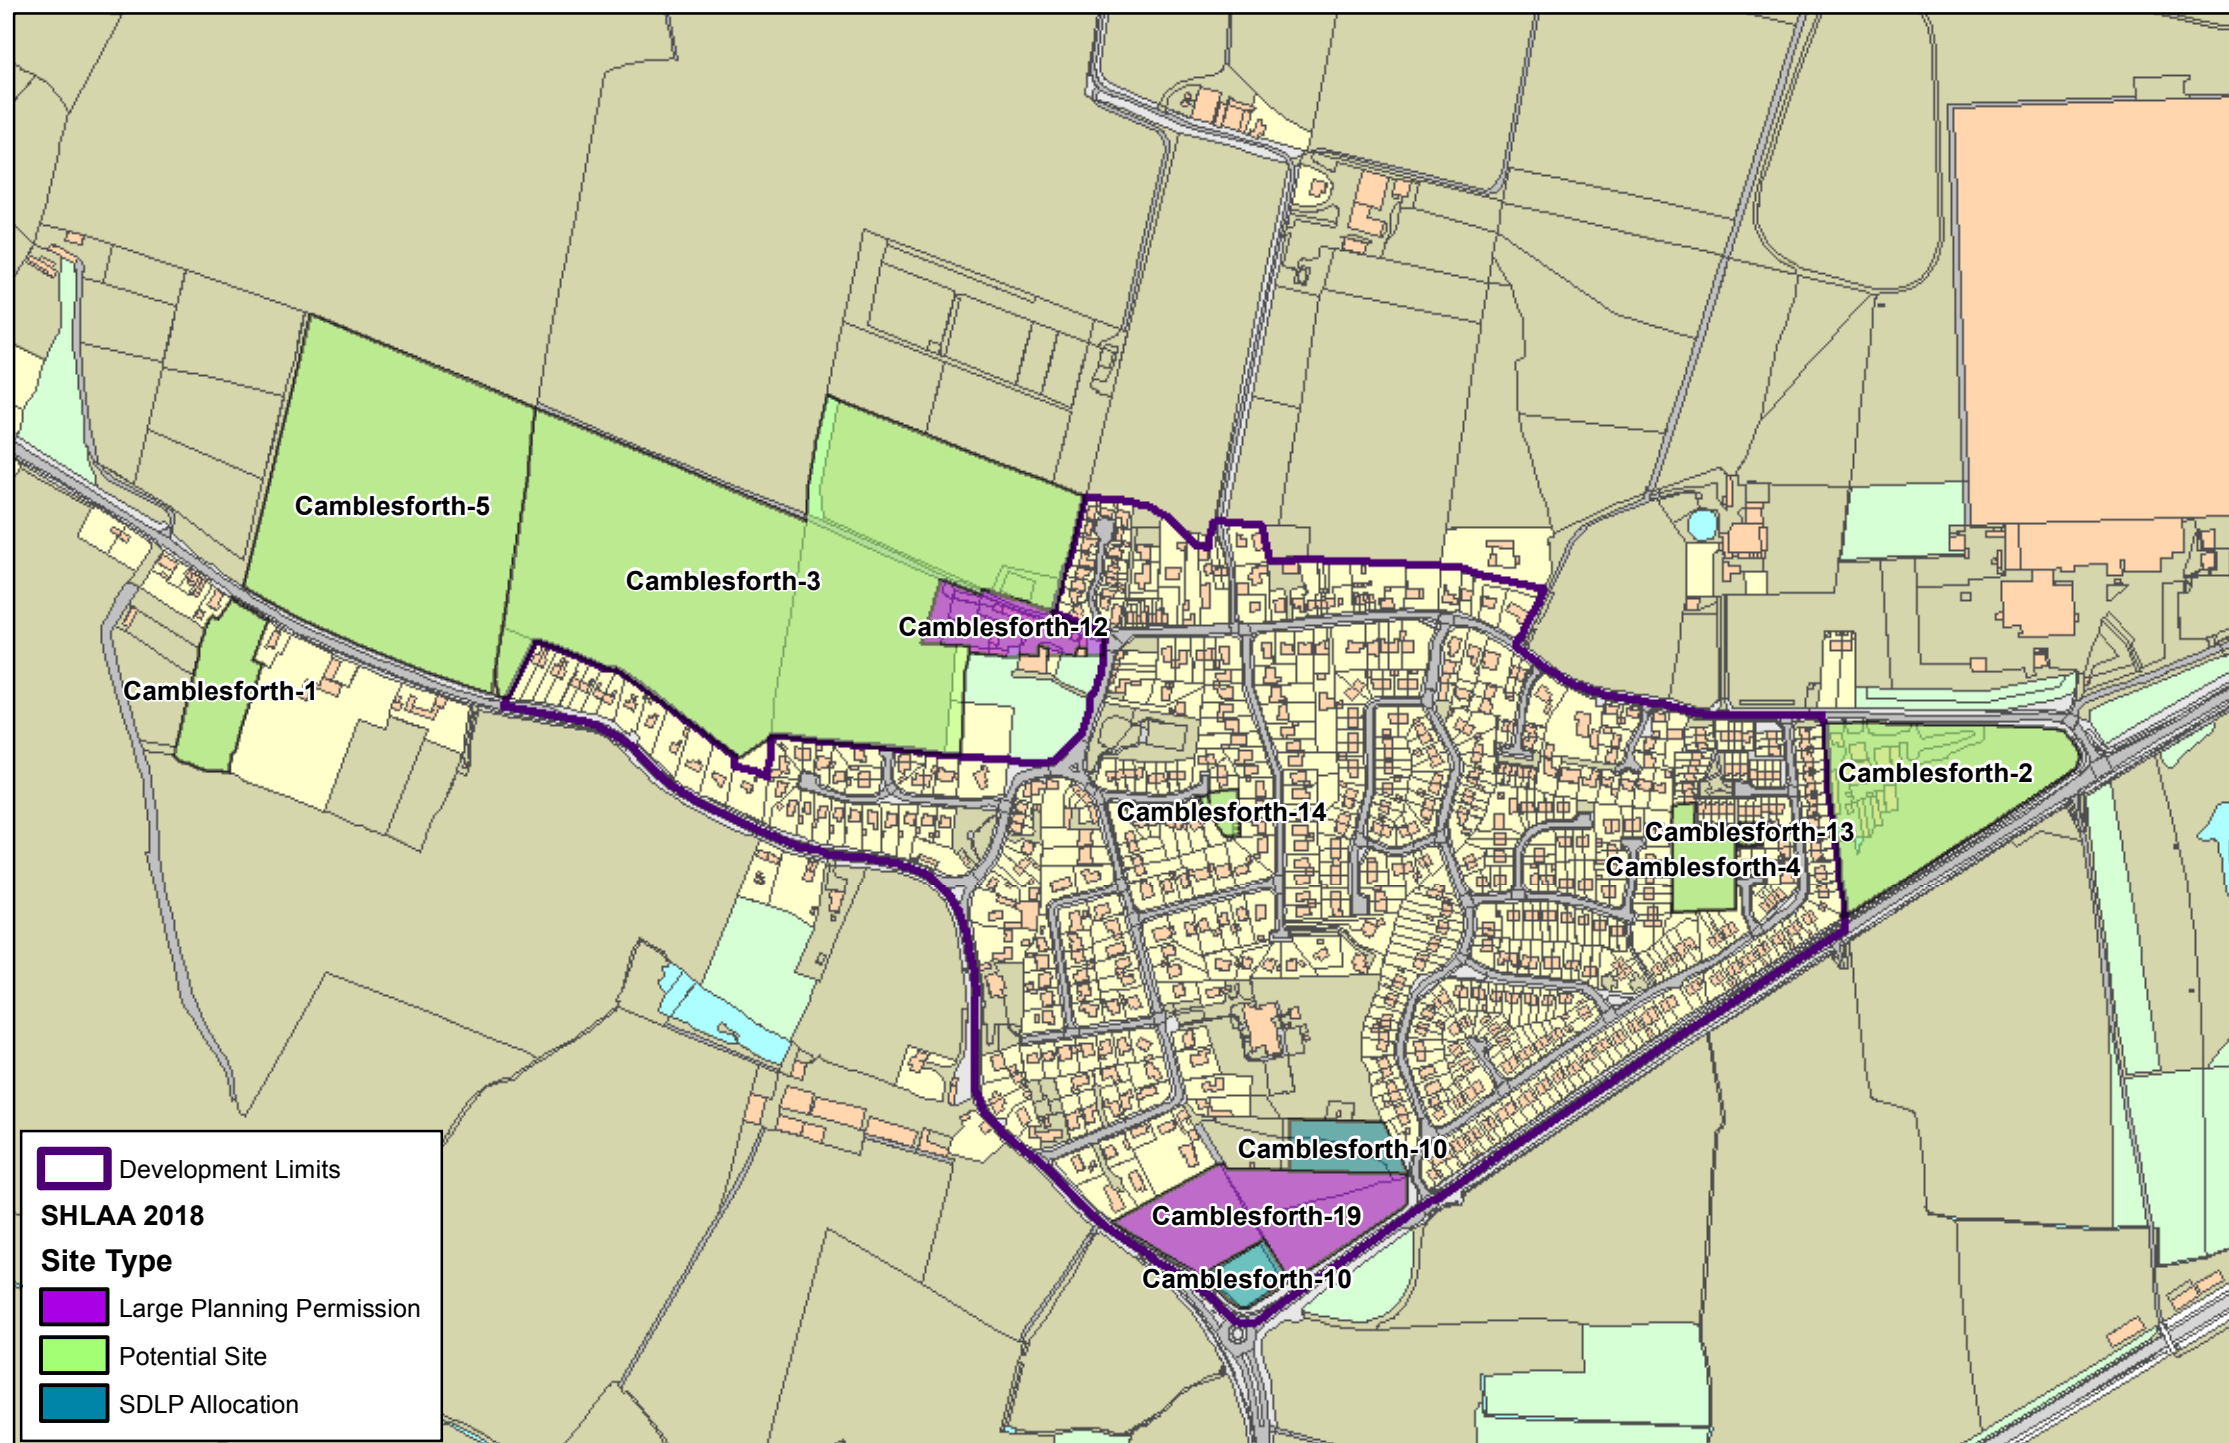 Camblesforth-5
Camblesforth-3
Camblesforth-12
Camblesforth-1
Camblesforth-2
Camblesforth-14
Camblesforth-13
Camblesforth-4
Camblesforth-10
Camblesforth-19
Camblesforth-10
Development Limits
SHLAA 2018
Site Type
Large Planning Permission
Potential Site
SDLP Allocation